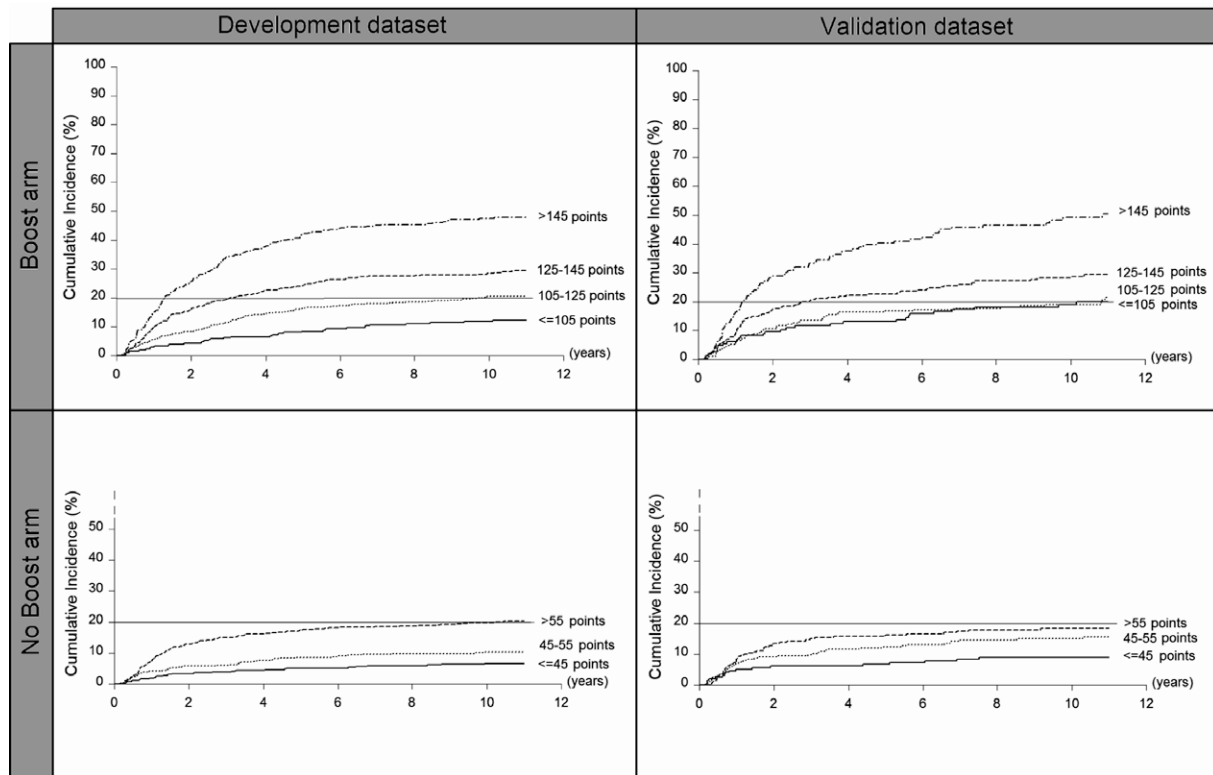 Development dataset
Validation dataset
Boost arm
Cumulative Incidence (%)
100
90
80
70
60
50
40
30
20
10
0
>145 points
125-145 points
105-125 points
<=105 points
(years)
0 2 4 6 8 10 12
Cumulative Incidence (%)
100
90
80
70
60
50
40
30
20
10
0
>145 points
125-145 points
105-125 points
<=105 points
(years)
0 2 4 6 8 10 12
No Boost arm
Cumulative Incidence (%)
50
40
30
20
10
0
>55 points
45-55 points
<=45 points
(years)
0 2 4 6 8 10 12
Cumulative Incidence (%)
50
40
30
20
10
0
>55 points
45-55 points
<=45 points
(years)
0 2 4 6 8 10 12